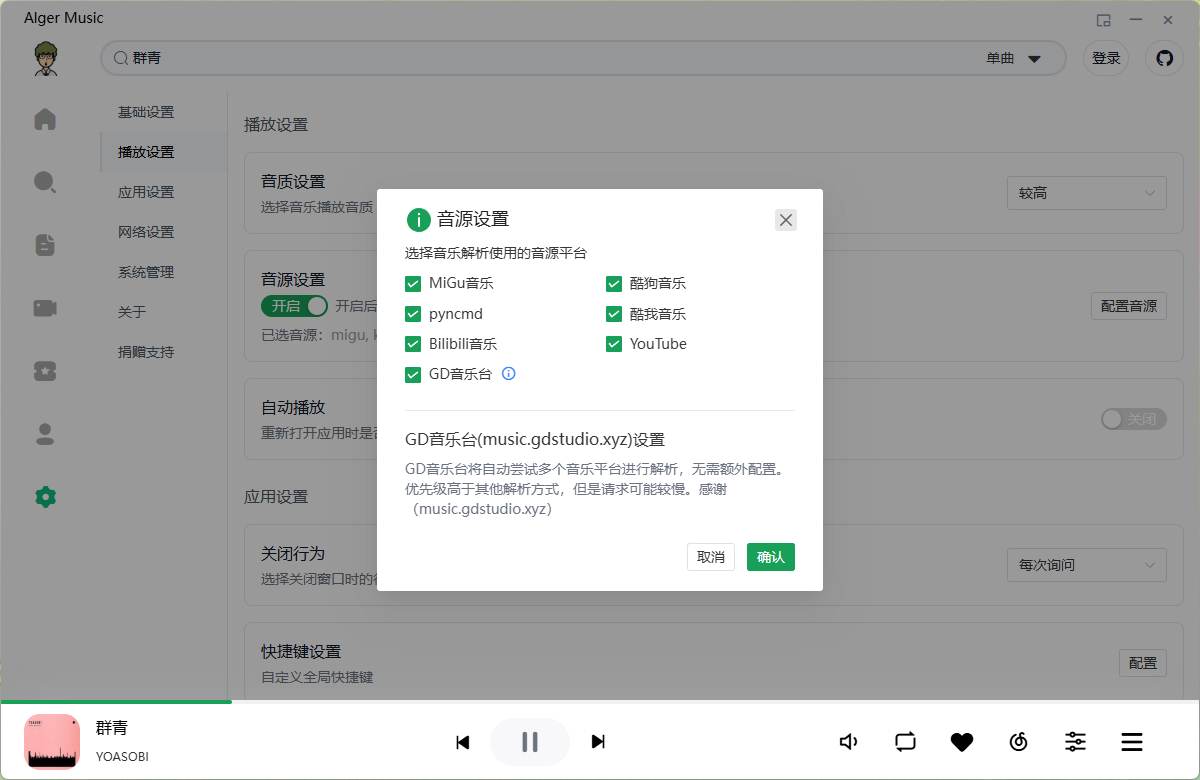 Alger Music
群青
单曲
登录
基础设置
播放设置
应用设置
网络设置
系统管理
关于
捐赠支持
播放设置
音质设置
选择音乐播放音质
较高
音源设置
开启
开启后
已选音源：migu,
配置音源
自动播放
重新打开应用时是否
关闭
应用设置
关闭行为
选择关闭窗口时的
每次询问
快捷键设置
自定义全局快捷键
配置
音源设置
选择音乐解析使用的音源平台
MiGu音乐
酷狗音乐
pyncmd
酷我音乐
Bilibili音乐
YouTube
GD音乐台
GD音乐台(music.gdstudio.xyz)设置
GD音乐台将自动尝试多个音乐平台进行解析，无需额外配置。
优先级高于其他解析方式，但是请求可能较慢。感谢
（music.gdstudio.xyz）
取消
确认
群青
YOASOBI